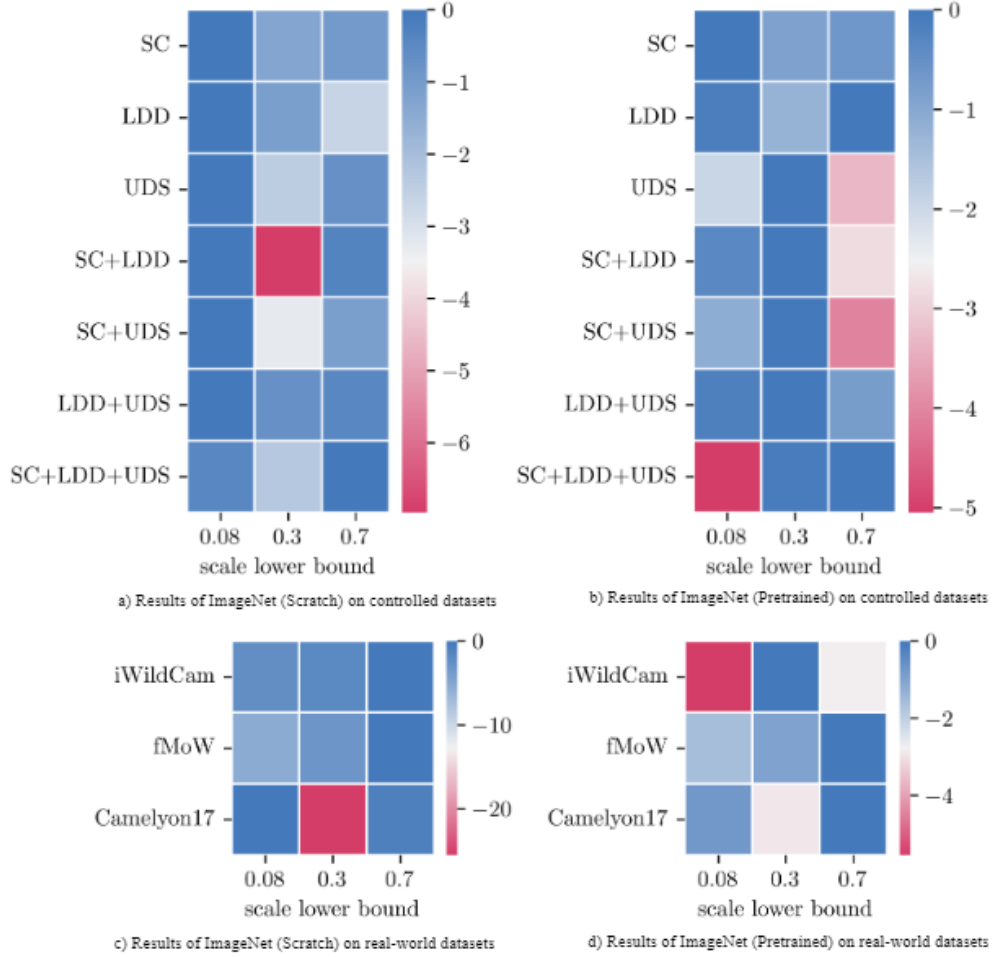 SC
LDD
UDS
SC+LDD
SC+UDS
LDD+UDS
SC+LDD+UDS
0.08 0.3 0.7
scale lower bound
0
−1
−2
−3
−4
−5
−6
a) Results of ImageNet (Scratch) on controlled datasets
SC
LDD
UDS
SC+LDD
SC+UDS
LDD+UDS
SC+LDD+UDS
0.08 0.3 0.7
scale lower bound
0
−1
−2
−3
−4
−5
b) Results of ImageNet (Pretrained) on controlled datasets
iWildCam
fMoW
Camelyon17
0.08 0.3 0.7
scale lower bound
0
−10
−20
c) Results of ImageNet (Scratch) on real-world datasets
iWildCam
fMoW
Camelyon17
0.08 0.3 0.7
scale lower bound
0
−2
−4
d) Results of ImageNet (Pretrained) on real-world datasets